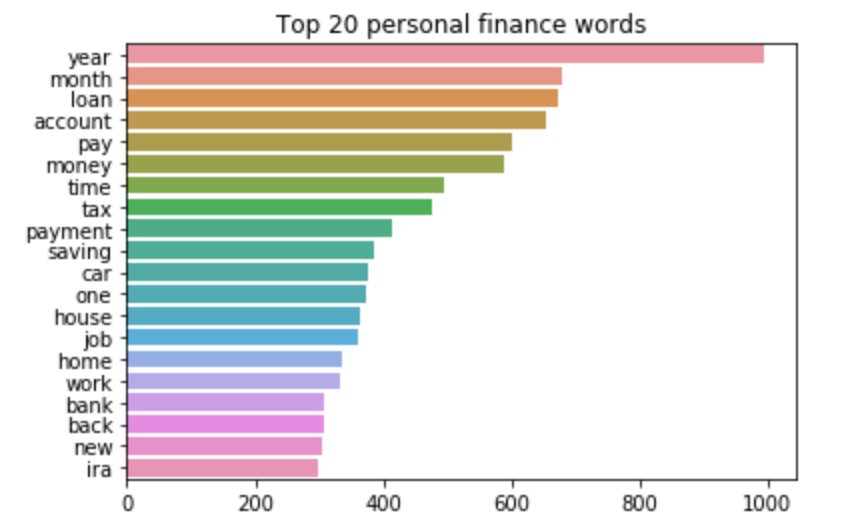 Top 20 personal finance words
year
month
loan
account
pay
money
time
tax
payment
saving
car
one
house
job
home
work
bank
back
new
ira
0 200 400 600 800 1000